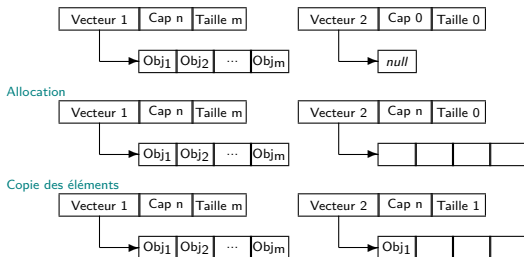 Vecteur 1 Cap n Taille m Vecteur 2 Cap 0 Taille 0
Obj1 Obj2 ... Objm null
Allocation
Vecteur 1 Cap n Taille m Vecteur 2 Cap n Taille 0
Obj1 Obj2 ... Objm
Copie des éléments
Vecteur 1 Cap n Taille m Vecteur 2 Cap n Taille 1
Obj1 Obj2 ... Objm Obj1